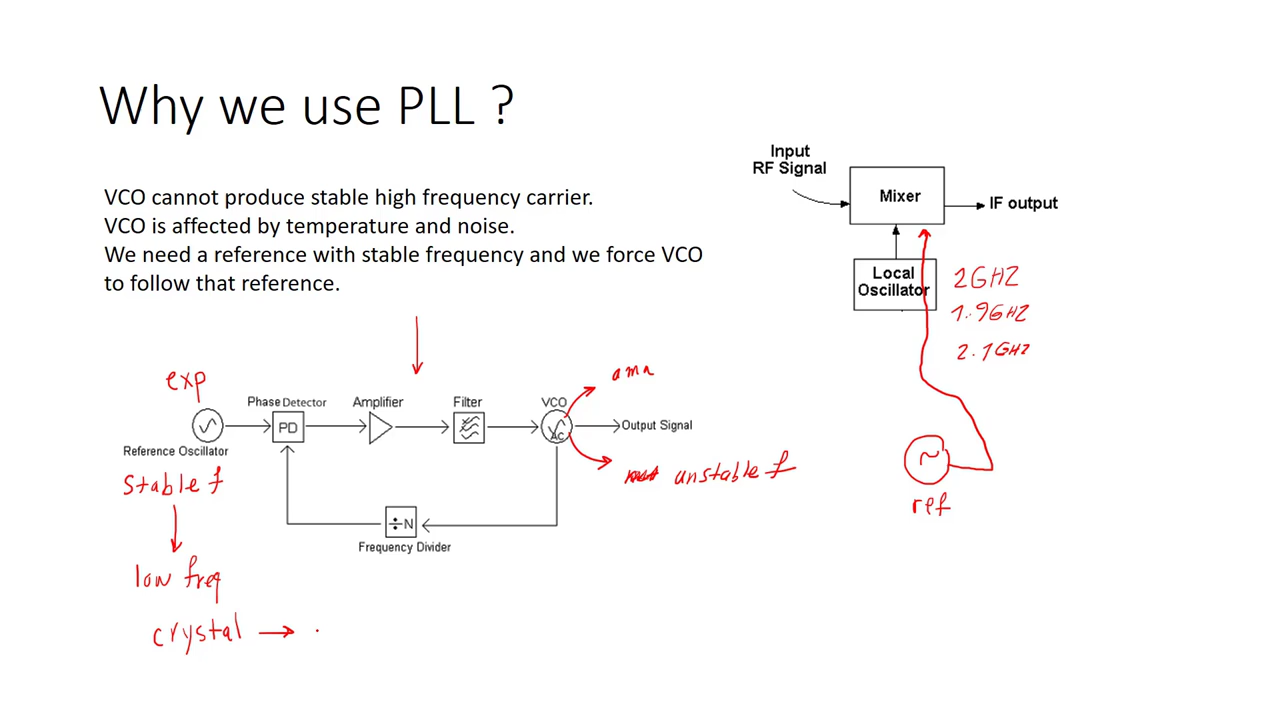 Why we use PLL ?
VCO cannot produce stable high frequency carrier.
VCO is affected by temperature and noise.
We need a reference with stable frequency and we force VCO
to follow that reference.
Input
RF Signal
Mixer
IF output
Local
Oscillator
2GHZ
1.9GHZ
2.1GHZ
ref
exp
Phase Detector
Amplifier
Filter
VCO
PD
AC
Output Signal
Reference Oscillator
Stable f
unstable f
÷N
Frequency Divider
low freq
crystal →